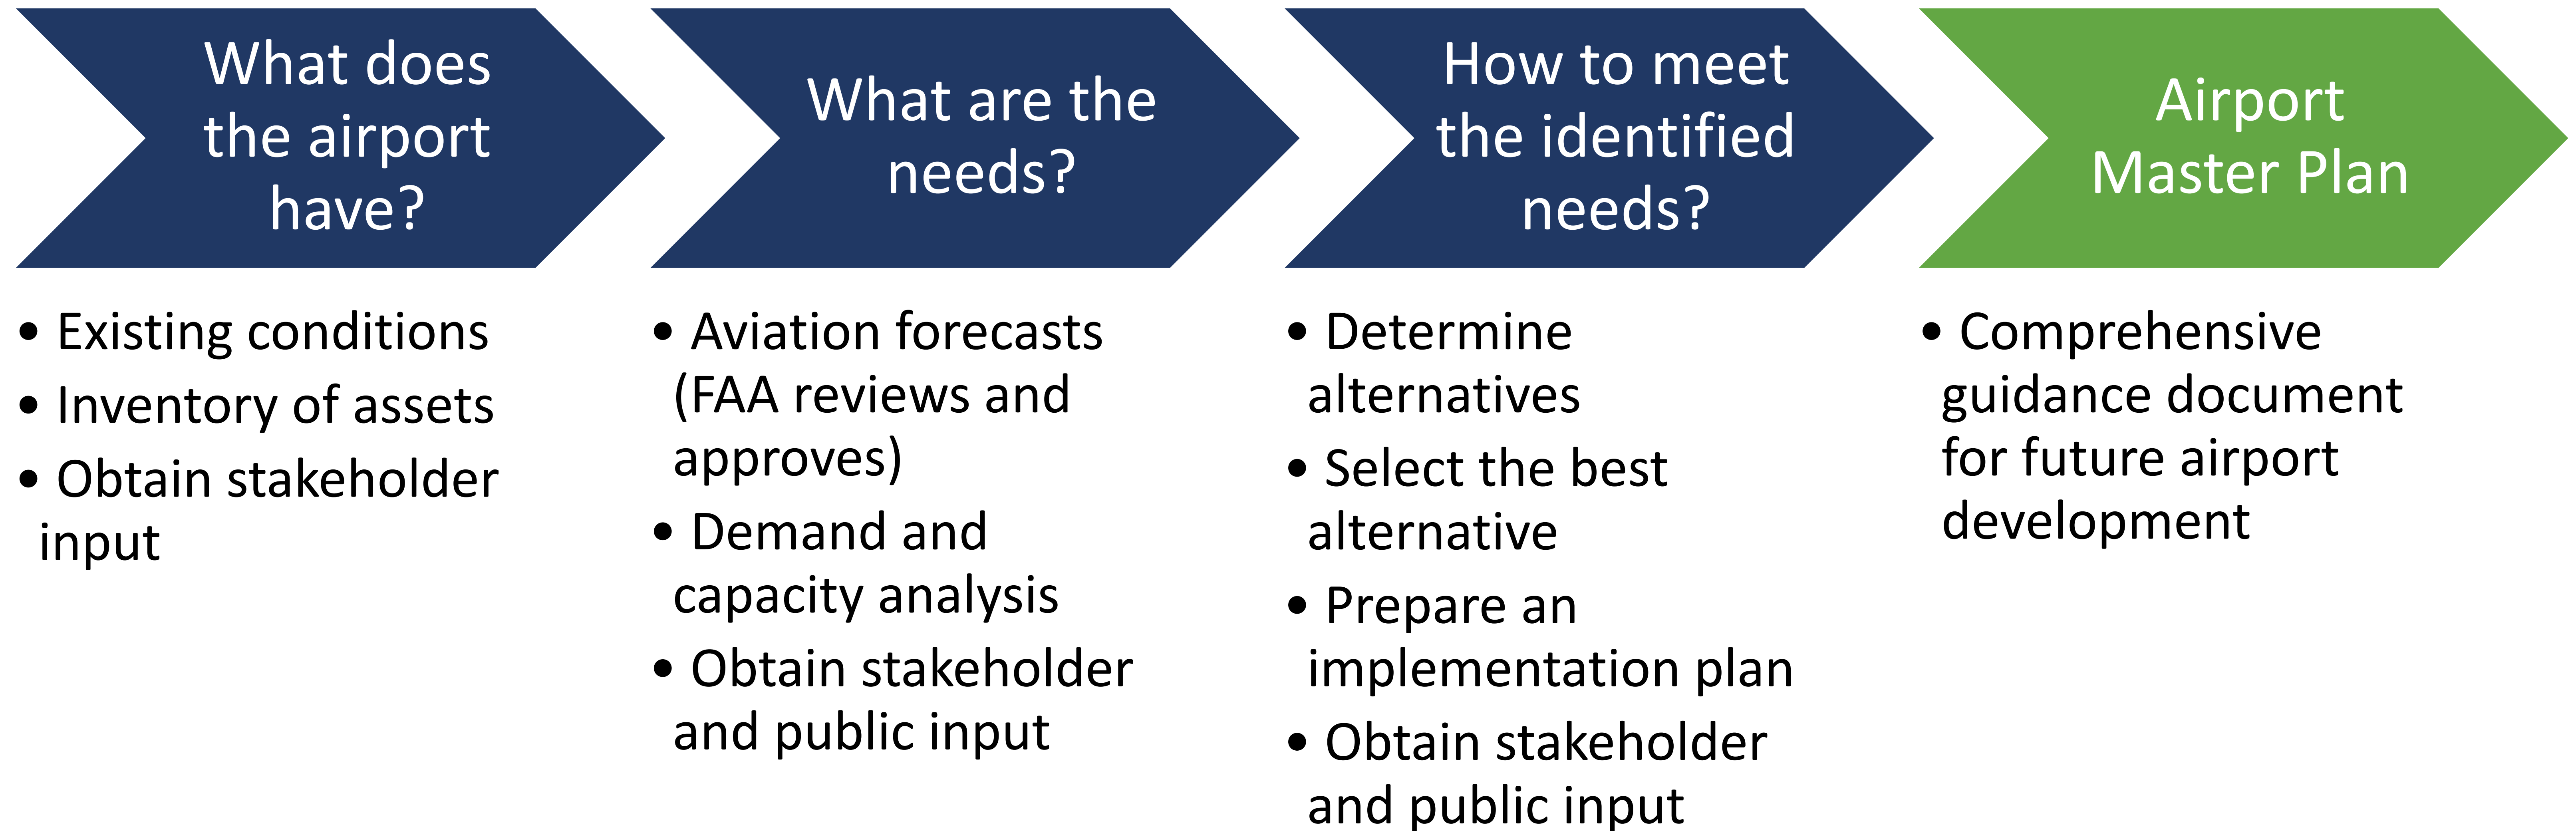 What does
the airport
have?
• Existing conditions
• Inventory of assets
• Obtain stakeholder
input
What are the
needs?
• Aviation forecasts
(FAA reviews and
approves)
• Demand and
capacity analysis
• Obtain stakeholder
and public input
How to meet
the identified
needs?
• Determine
alternatives
• Select the best
alternative
• Prepare an
implementation plan
• Obtain stakeholder
and public input
Airport
Master Plan
• Comprehensive
guidance document
for future airport
development